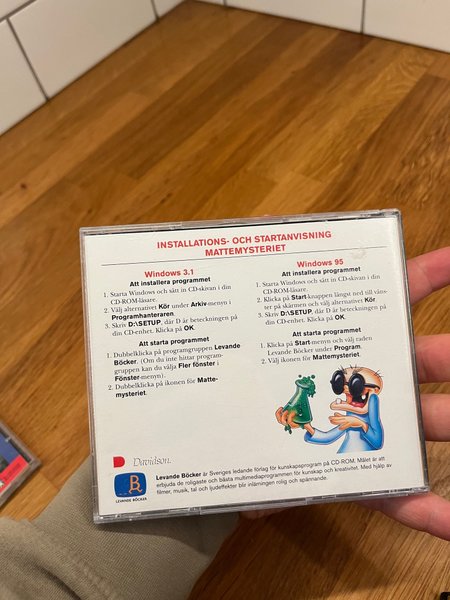 INSTALLATIONS- OCH STARTANVISNING
MATTEMYSTERIET
Windows 3.1
Att installera programmet
1. Starta Windows och sätt in CD-skivan i din
CD-ROM-läsare.
2. Välj alternativet Kör under Arkiv-menyn i
Programhanteraren.
3. Skriv D:\SETUP, där D är beteckningen på
din CD-enhet. Klicka på OK.
Att starta programmet
1. Dubbelklicka på programgruppen Levande
Böcker. (Om du inte hittar program-
gruppen kan du välja Fler fönster i
Fönster-menyn).
2. Dubbelklicka på ikonen för Matte-
mysteriet.
Windows 95
Att installera programmet
1. Starta Windows och sätt in CD-skivan i din
CD-ROM-läsare.
2. Klicka på Start-knappen längst ned till väns-
ter på skärmen och välj alternativet Kör.
3. Skriv D:\SETUP, där D är beteckningen på
din CD-enhet. Klicka på OK.
Att starta programmet
1. Klicka på Start-menyn och välj raden
Levande Böcker under Program.
2. Välj ikonen för Mattemysteriet.
Davidson.
B
LEVANDE BÖCKER
Levande Böcker är Sveriges ledande förlag för kunskapsprogram på CD-ROM. Målet är att
erbjuda de roligaste och bästa multimedieprogrammen för kunskap och kreativitet. Med hjälp av
filmer, musik, tal och ljudeffekter blir inlärningen rolig och spännande.